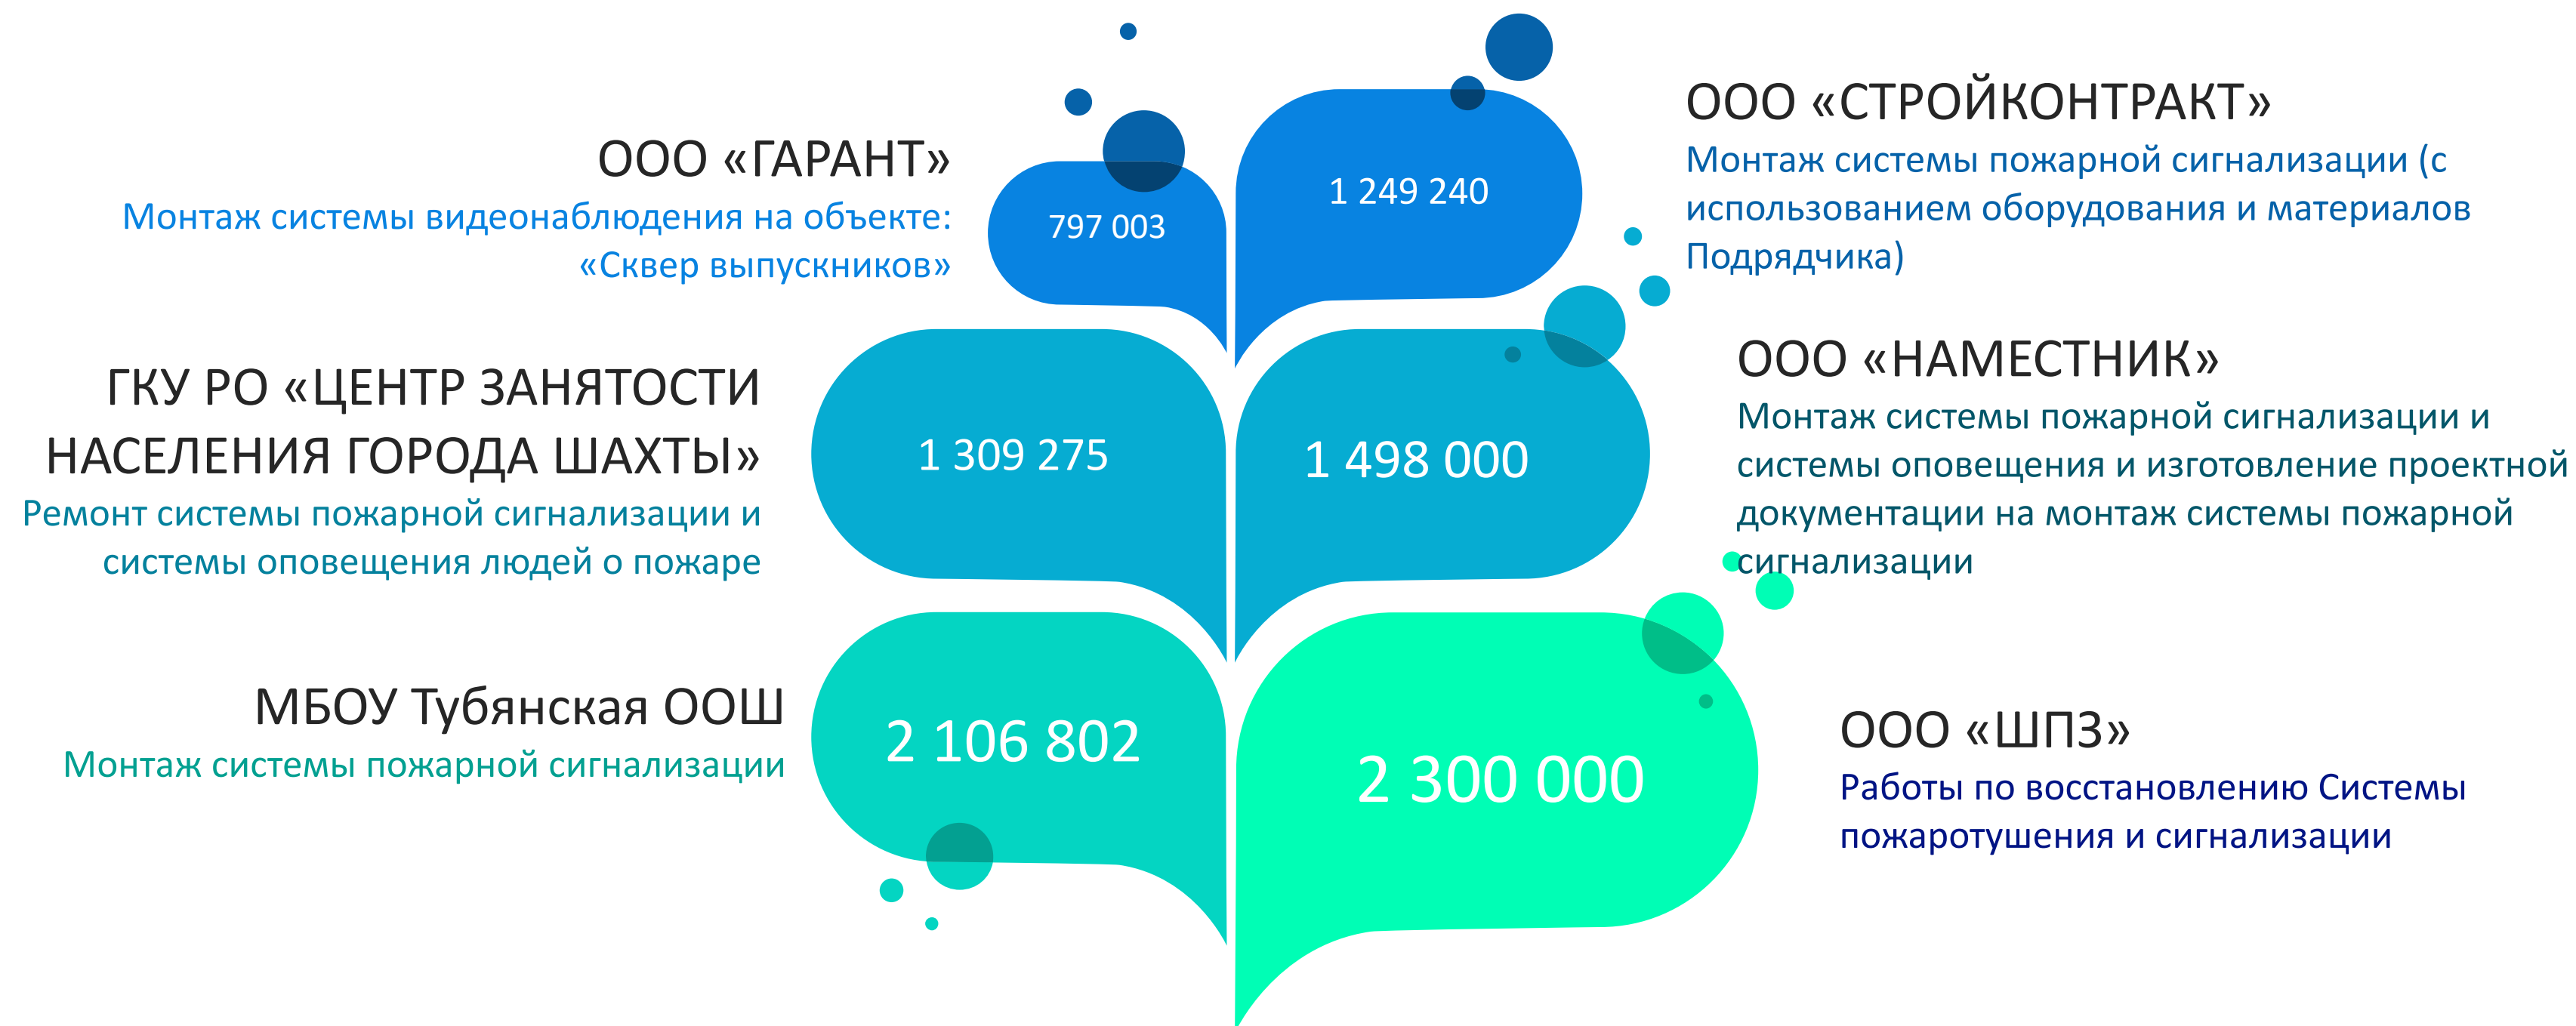 ООО «ГАРАНТ»
Монтаж системы видеонаблюдения на объекте:
«Сквер выпускников»
797 003
1 249 240
ООО «СТРОЙКОНТРАКТ»
Монтаж системы пожарной сигнализации (с
использованием оборудования и материалов
Подрядчика)
ГКУ РО «ЦЕНТР ЗАНЯТОСТИ
НАСЕЛЕНИЯ ГОРОДА ШАХТЫ»
Ремонт системы пожарной сигнализации и
системы оповещения людей о пожаре
1 309 275
1 498 000
ООО «НАМЕСТНИК»
Монтаж системы пожарной сигнализации и
системы оповещения и изготовление проектной
документации на монтаж системы пожарной
сигнализации
МБОУ Тубянская ООШ
Монтаж системы пожарной сигнализации
2 106 802
2 300 000
ООО «ШПЗ»
Работы по восстановлению Системы
пожаротушения и сигнализации